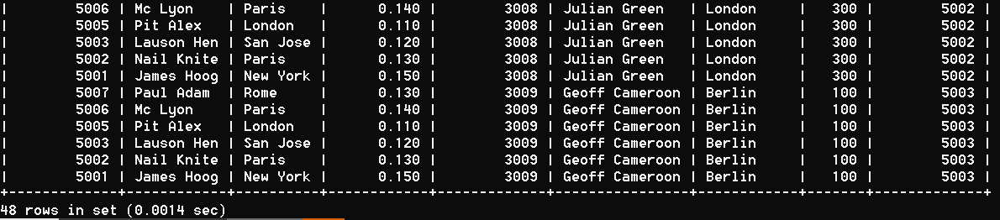 |        5006 | Mc Lyon    | Paris    |      0.140 |        3008 | Julian Green   | London     |   300 |        5002 |
|        5005 | Pit Alex   | London   |      0.110 |        3008 | Julian Green   | London     |   300 |        5002 |
|        5003 | Lauson Hen | San Jose |      0.120 |        3008 | Julian Green   | London     |   300 |        5002 |
|        5002 | Nail Knite | Paris    |      0.130 |        3008 | Julian Green   | London     |   300 |        5002 |
|        5001 | James Hoog | New York |      0.150 |        3008 | Julian Green   | London     |   300 |        5002 |
|        5007 | Paul Adam  | Rome     |      0.130 |        3009 | Geoff Cameroon | Berlin     |   100 |        5003 |
|        5006 | Mc Lyon    | Paris    |      0.140 |        3009 | Geoff Cameroon | Berlin     |   100 |        5003 |
|        5005 | Pit Alex   | London   |      0.110 |        3009 | Geoff Cameroon | Berlin     |   100 |        5003 |
|        5003 | Lauson Hen | San Jose |      0.120 |        3009 | Geoff Cameroon | Berlin     |   100 |        5003 |
|        5002 | Nail Knite | Paris    |      0.130 |        3009 | Geoff Cameroon | Berlin     |   100 |        5003 |
|        5001 | James Hoog | New York |      0.150 |        3009 | Geoff Cameroon | Berlin     |   100 |        5003 |
+-------------+------------+----------+------------+-------------+----------------+------------+-------+-------------+
48 rows in set (0.0014 sec)